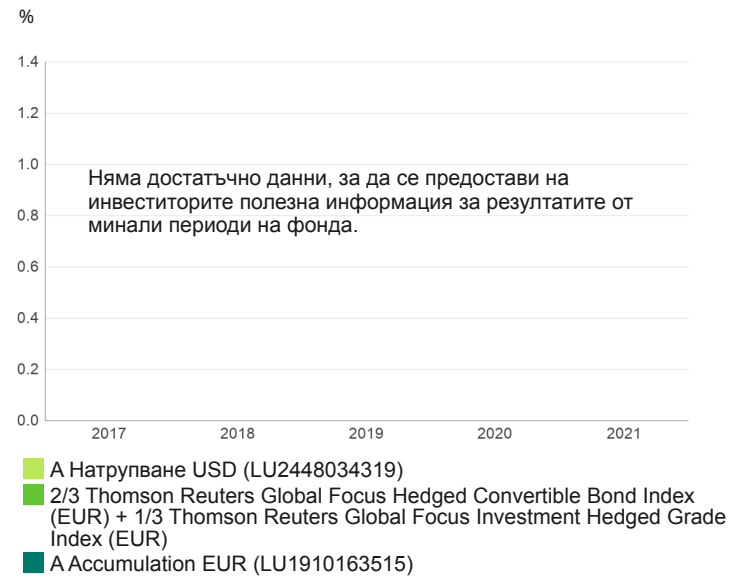 %
1.4
1.2
1.0
Няма достатъчно данни, за да се предостави на
инвеститорите полезна информация за резултатите от
0.8
минали периоди на фонда.
0.6
0.4
0.2
0.0
2017 2018 2019 2020 2021
А Натрупване USD (LU2448034319)
2/3 Thomson Reuters Global Focus Hedged Convertible Bond Index
(EUR) + 1/3 Thomson Reuters Global Focus Investment Hedged Grade
Index (EUR)
A Accumulation EUR (LU1910163515)